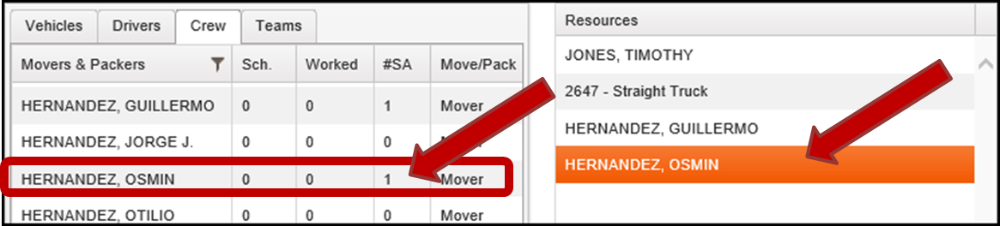 Vehicles Drivers Crew Teams
Movers & Packers Sch. Worked #SA Move/Pack
HERNANDEZ, GUILLERMO 0 0 1 Mover
HERNANDEZ, JORGE J. 0 0 0
HERNANDEZ, OSMIN 0 0 1 Mover
HERNANDEZ, OTILIO 0 0 0 Mover
Resources
JONES, TIMOTHY
2647 - Straight Truck
HERNANDEZ, GUILLERMO
HERNANDEZ, OSMIN